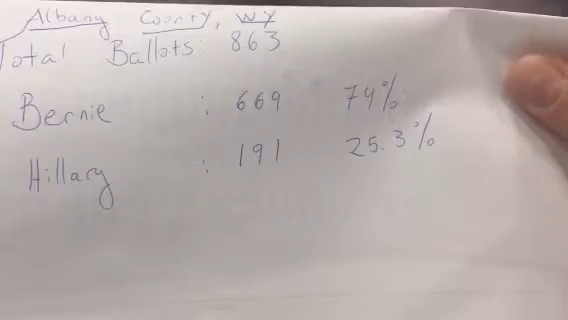 Albany County, WY
Total Ballots: 863
Bernie : 669 74%
Hillary : 191 25.3%